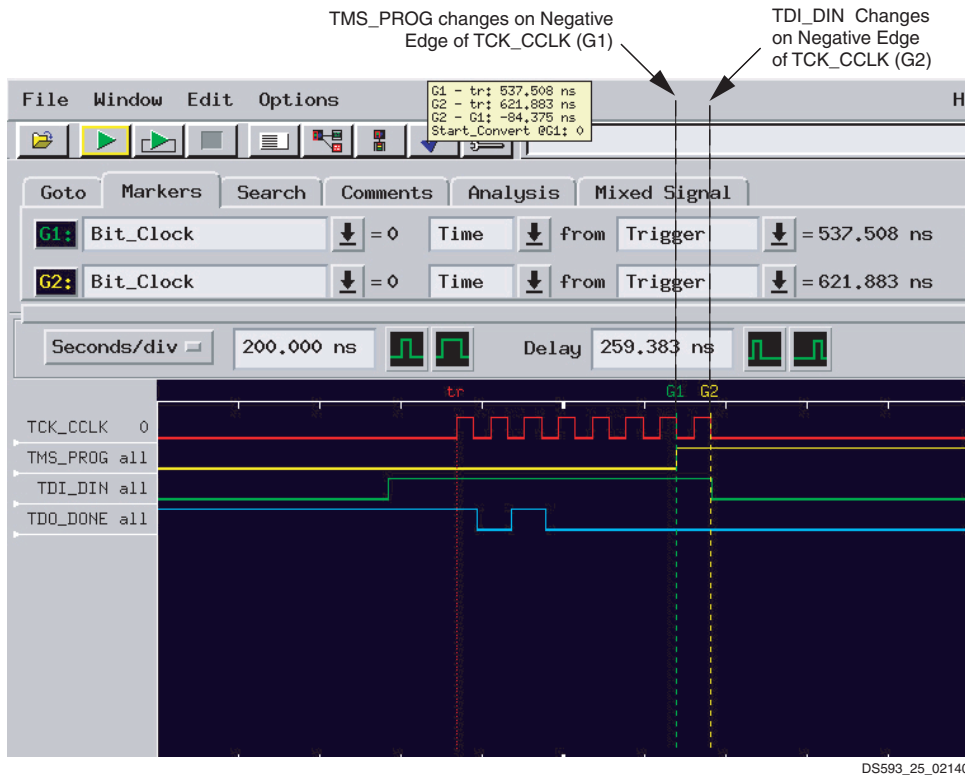 TMS_PROG changes on Negative
Edge of TCK_CCLK (G1)
TDI_DIN Changes
on Negative Edge
of TCK_CCLK (G2)
File Window Edit Options H
G1 - tr: 537.508 ns
G2 - tr: 621.883 ns
G2 - G1: -84.375 ns
Start_Convert @G1: 0
Goto Markers Search Comments Analysis Mixed Signal
G1: Bit_Clock = 0 Time from Trigger = 537.508 ns
G2: Bit_Clock = 0 Time from Trigger = 621.883 ns
Seconds/div 200.000 ns Delay 259.383 ns
tr G1 G2
TCK_CCLK 0
TMS_PROG all
TDI_DIN all
TDO_DONE all
DS593_25_02140